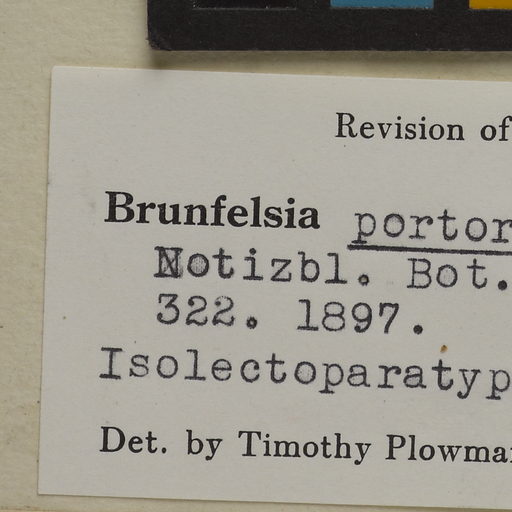 Revision of
Brunfelsia portor
Notizbl. Bot.
322. 1897.
Isolectoparatyp
Det. by Timothy Plowma